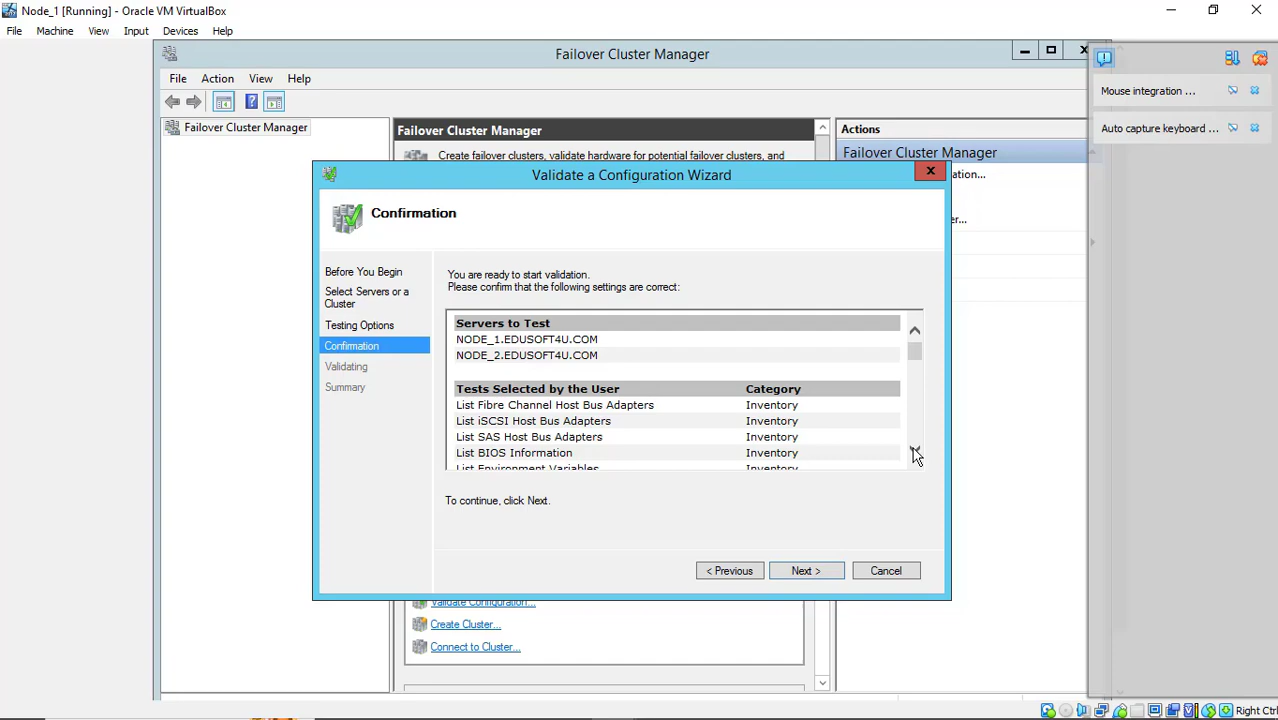 Node_1 [Running] - Oracle VM VirtualBox
File Machine View Input Devices Help
Failover Cluster Manager
File Action View Help
Mouse integration ...
Auto capture keyboard ...
Failover Cluster Manager
Failover Cluster Manager
Create failover clusters, validate hardware for potential failover clusters, and
Actions
Failover Cluster Manager
ation...
er...
Validate a Configuration Wizard
Confirmation
Before You Begin
Select Servers or a
Cluster
Testing Options
Confirmation
Validating
Summary
You are ready to start validation.
Please confirm that the following settings are correct:
Servers to Test
NODE_1.EDUSOFT4U.COM
NODE_2.EDUSOFT4U.COM
Tests Selected by the User Category
List Fibre Channel Host Bus Adapters Inventory
List iSCSI Host Bus Adapters Inventory
List SAS Host Bus Adapters Inventory
List BIOS Information Inventory
List Environment Variables Inventory
To continue, click Next.
< Previous Next > Cancel
Validate Configuration...
Create Cluster...
Connect to Cluster...
Right Ctrl